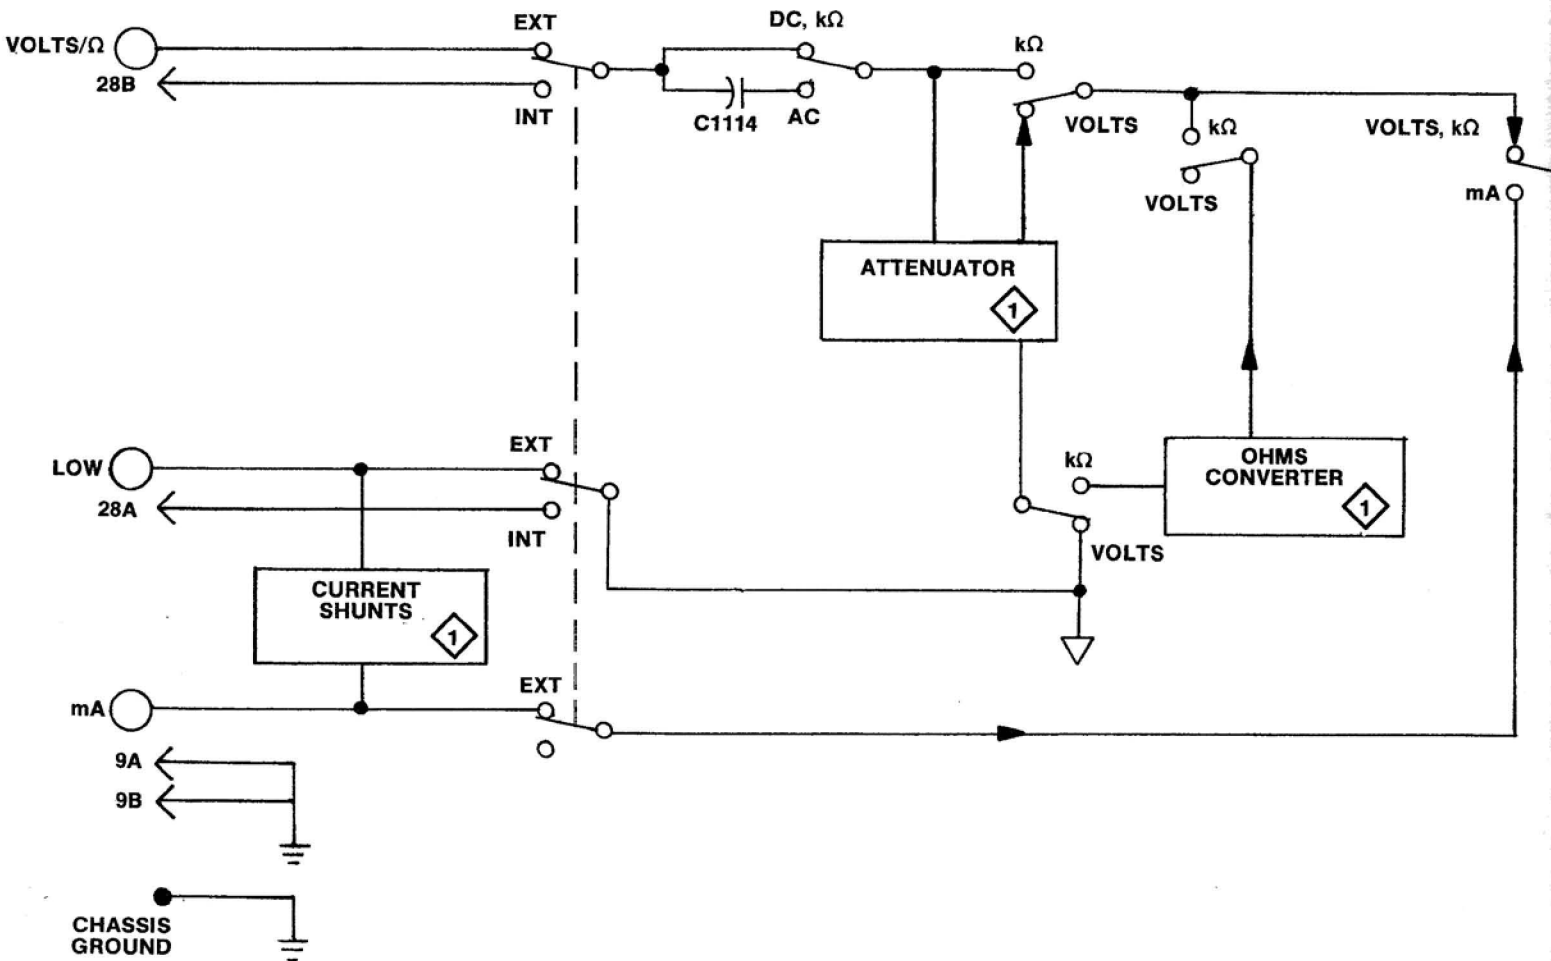 EXT
DC, kΩ
VOLTS/Ω
kΩ
28B
INT
C1114
AC
VOLTS
kΩ
VOLTS, kΩ
VOLTS
mA
ATTENUATOR
1
EXT
LOW
28A
INT
kΩ
OHMS
CONVERTER
1
VOLTS
CURRENT
SHUNTS
1
EXT
mA
9A
9B
CHASSIS
GROUND